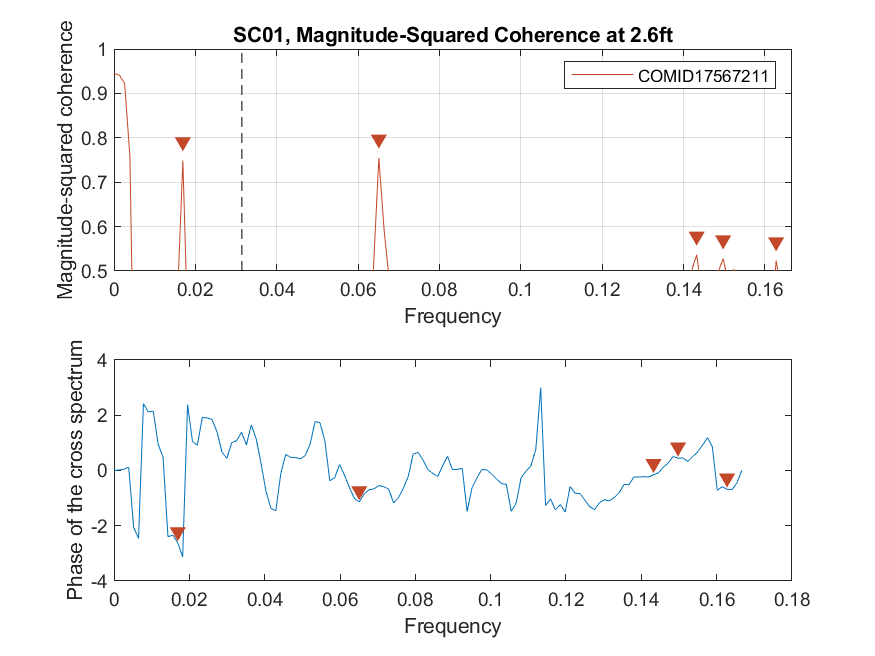 SC01, Magnitude-Squared Coherence at 2.6ft
Magnitude-squared coherence
1
0.9
0.8
0.7
0.6
0.5
COMID17567211
0 0.02 0.04 0.06 0.08 0.1 0.12 0.14 0.16
Frequency
Phase of the cross spectrum
4
2
0
-2
-4
0 0.02 0.04 0.06 0.08 0.1 0.12 0.14 0.16 0.18
Frequency